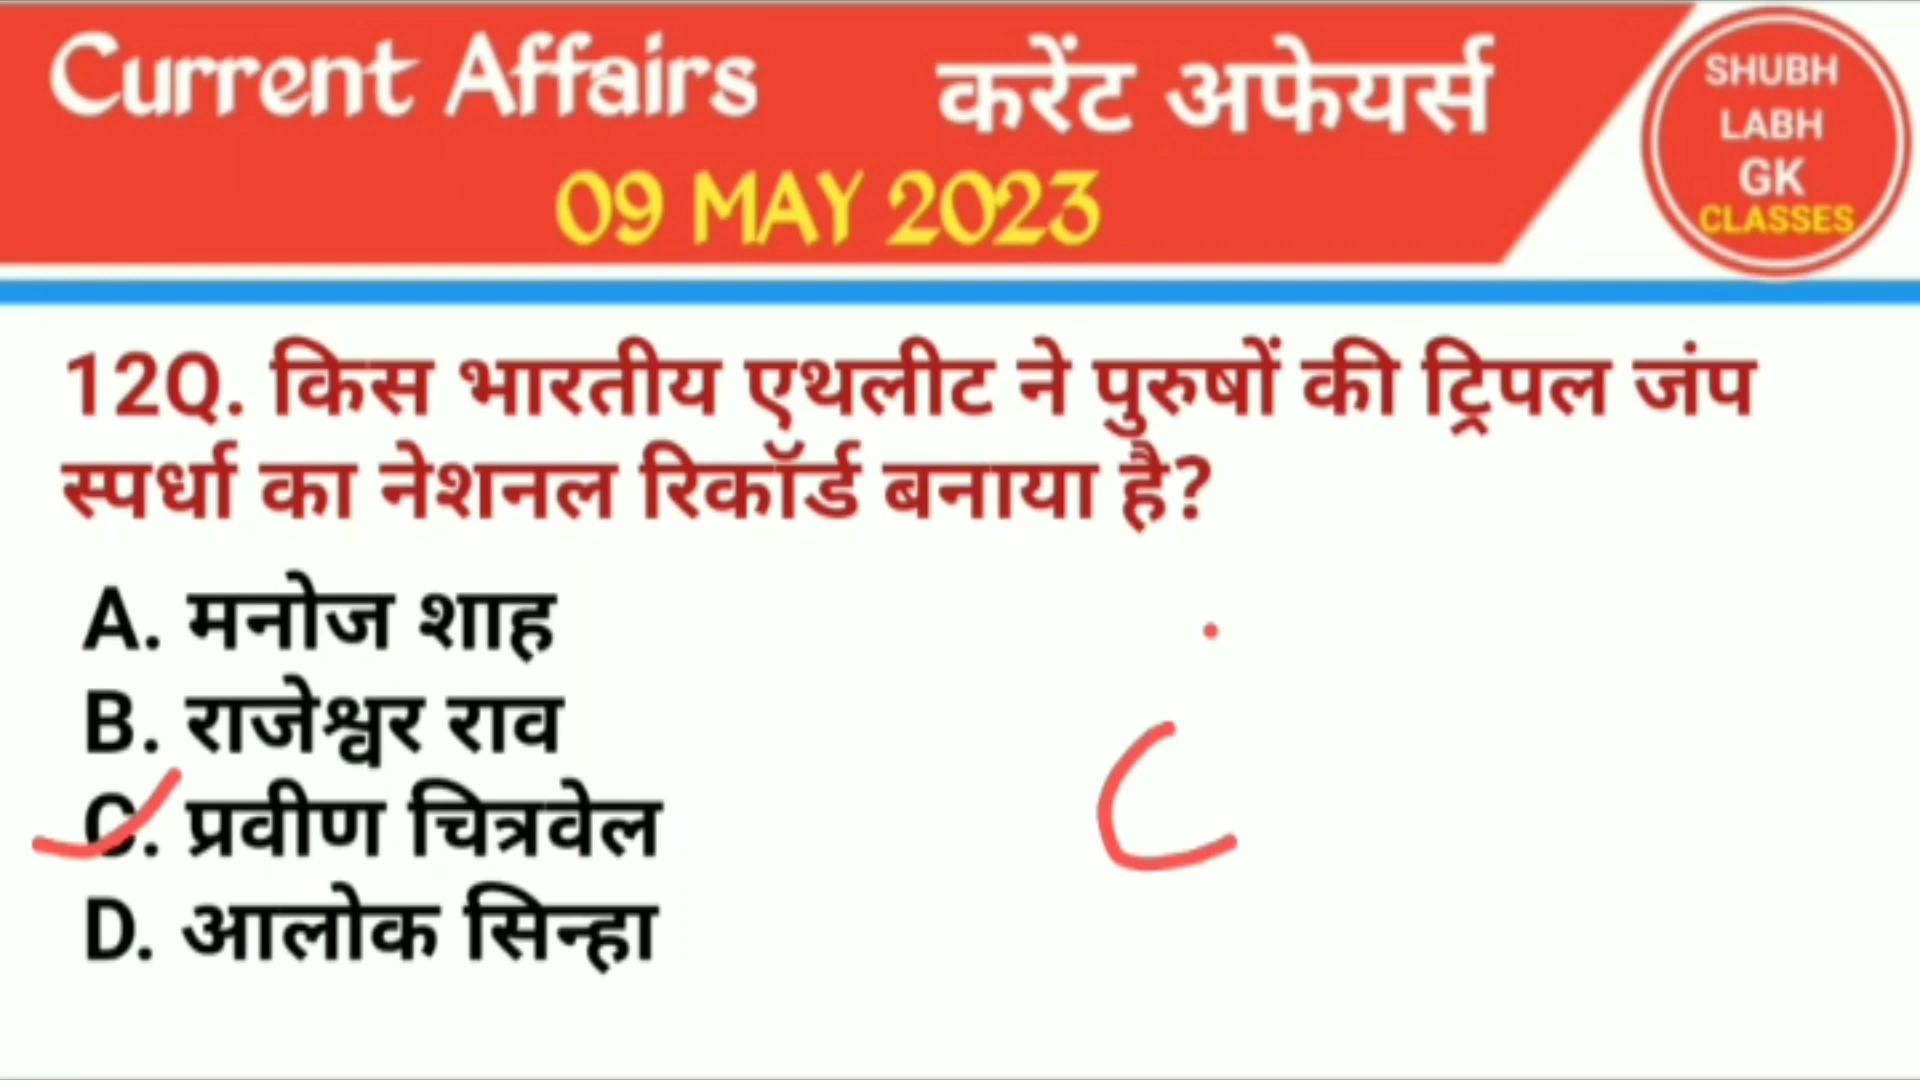 Current Affairs करेंट अफेयर्स
09 MAY 2023
SHUBH
LABH
GK
CLASSES
12Q. किस भारतीय एथलीट ने पुरुषों की ट्रिपल जंप
स्पर्धा का नेशनल रिकॉर्ड बनाया है?
A. मनोज शाह
B. राजेश्वर राव
C. प्रवीण चित्रवेल
D. आलोक सिन्हा
C